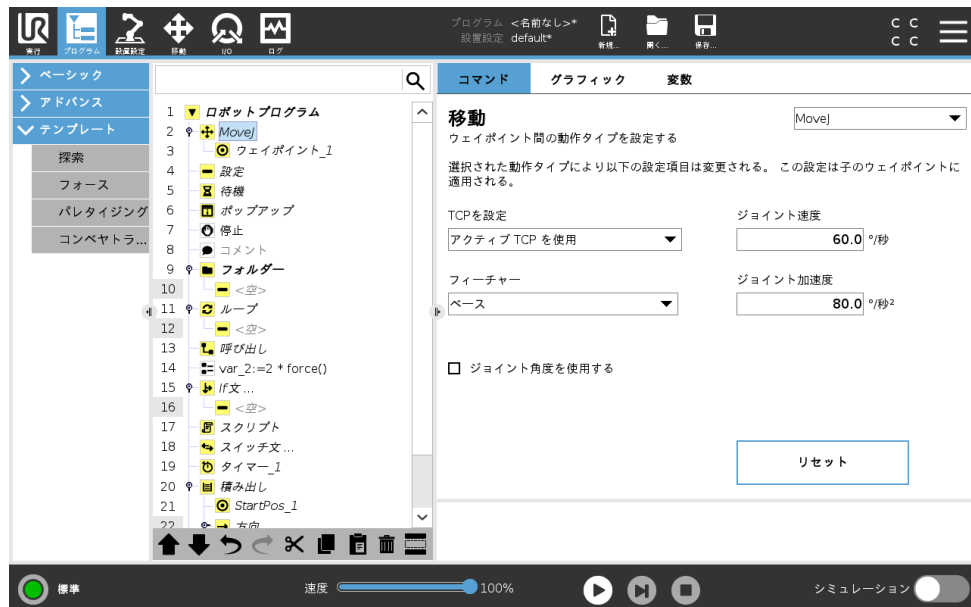 UR
実行
プログラム
設置設定
移動
I/O
ログ
プログラム <名前なし>*
設置設定 default*
新規...
開く...
保存...
C C
C C
ベーシック
アドバンス
テンプレート
探索
フォース
パレタイジング
コンベヤトラ...
1 ロボットプログラム
2 MoveJ
3 ウェイポイント_1
4 設定
5 待機
6 ポップアップ
7 停止
8 コメント
9 フォルダー
10 <空>
11 ループ
12 <空>
13 呼び出し
14 var_2:=2 * force()
15 If文...
16 <空>
17 スクリプト
18 スイッチ文...
19 タイマー_1
20 積み出し
21 StartPos_1
22 方向
コマンド グラフィック 変数
移動
MoveJ
ウェイポイント間の動作タイプを設定する
選択された動作タイプにより以下の設定項目は変更される。 この設定は子のウェイポイントに
適用される。
TCPを設定
ジョイント速度
アクティブ TCP を使用
60.0 °/秒
フィーチャー
ジョイント加速度
ベース
80.0 °/秒²
ジョイント角度を使用する
リセット
標準
速度
100%
シミュレーション